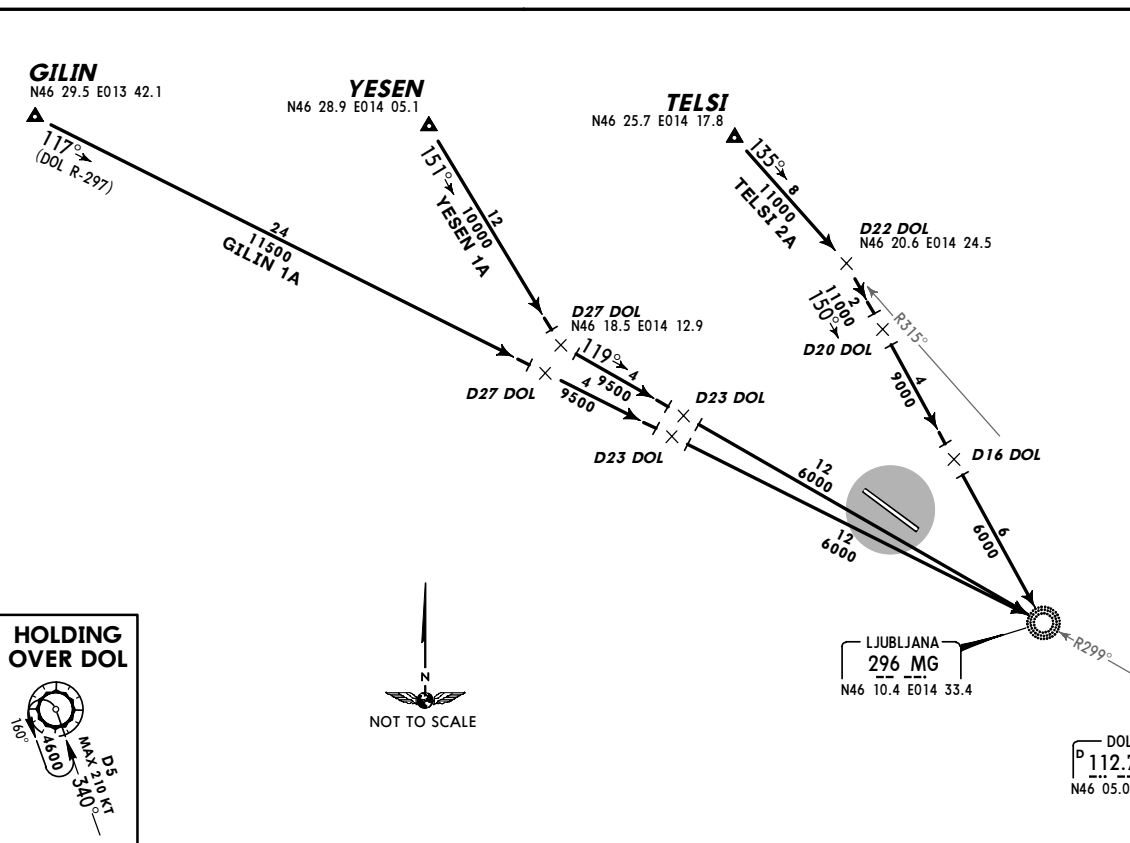 GILIN
N46 29.5 E013 42.1
117°
(DOL R-297)
24
11500
GILIN 1A
YESEN
N46 28.9 E014 05.1
151°
12
10000
YESEN 1A
TELSI
N46 25.7 E014 17.8
135°
8
11000
TELSI 2A
D22 DOL
N46 20.6 E014 24.5
2
11000
150°
R315°
D20 DOL
4
9000
D16 DOL
6
6000
D27 DOL
N46 18.5 E014 12.9
119°
4
9500
D23 DOL
12
6000
D27 DOL
4
9500
D23 DOL
12
6000
LJUBLJANA
296 MG
N46 10.4 E014 33.4
R299°
DOL
D
112.7
N46 05.0
N
NOT TO SCALE
HOLDING
OVER DOL
160°
4600
D5
MAX 210 KT
340°